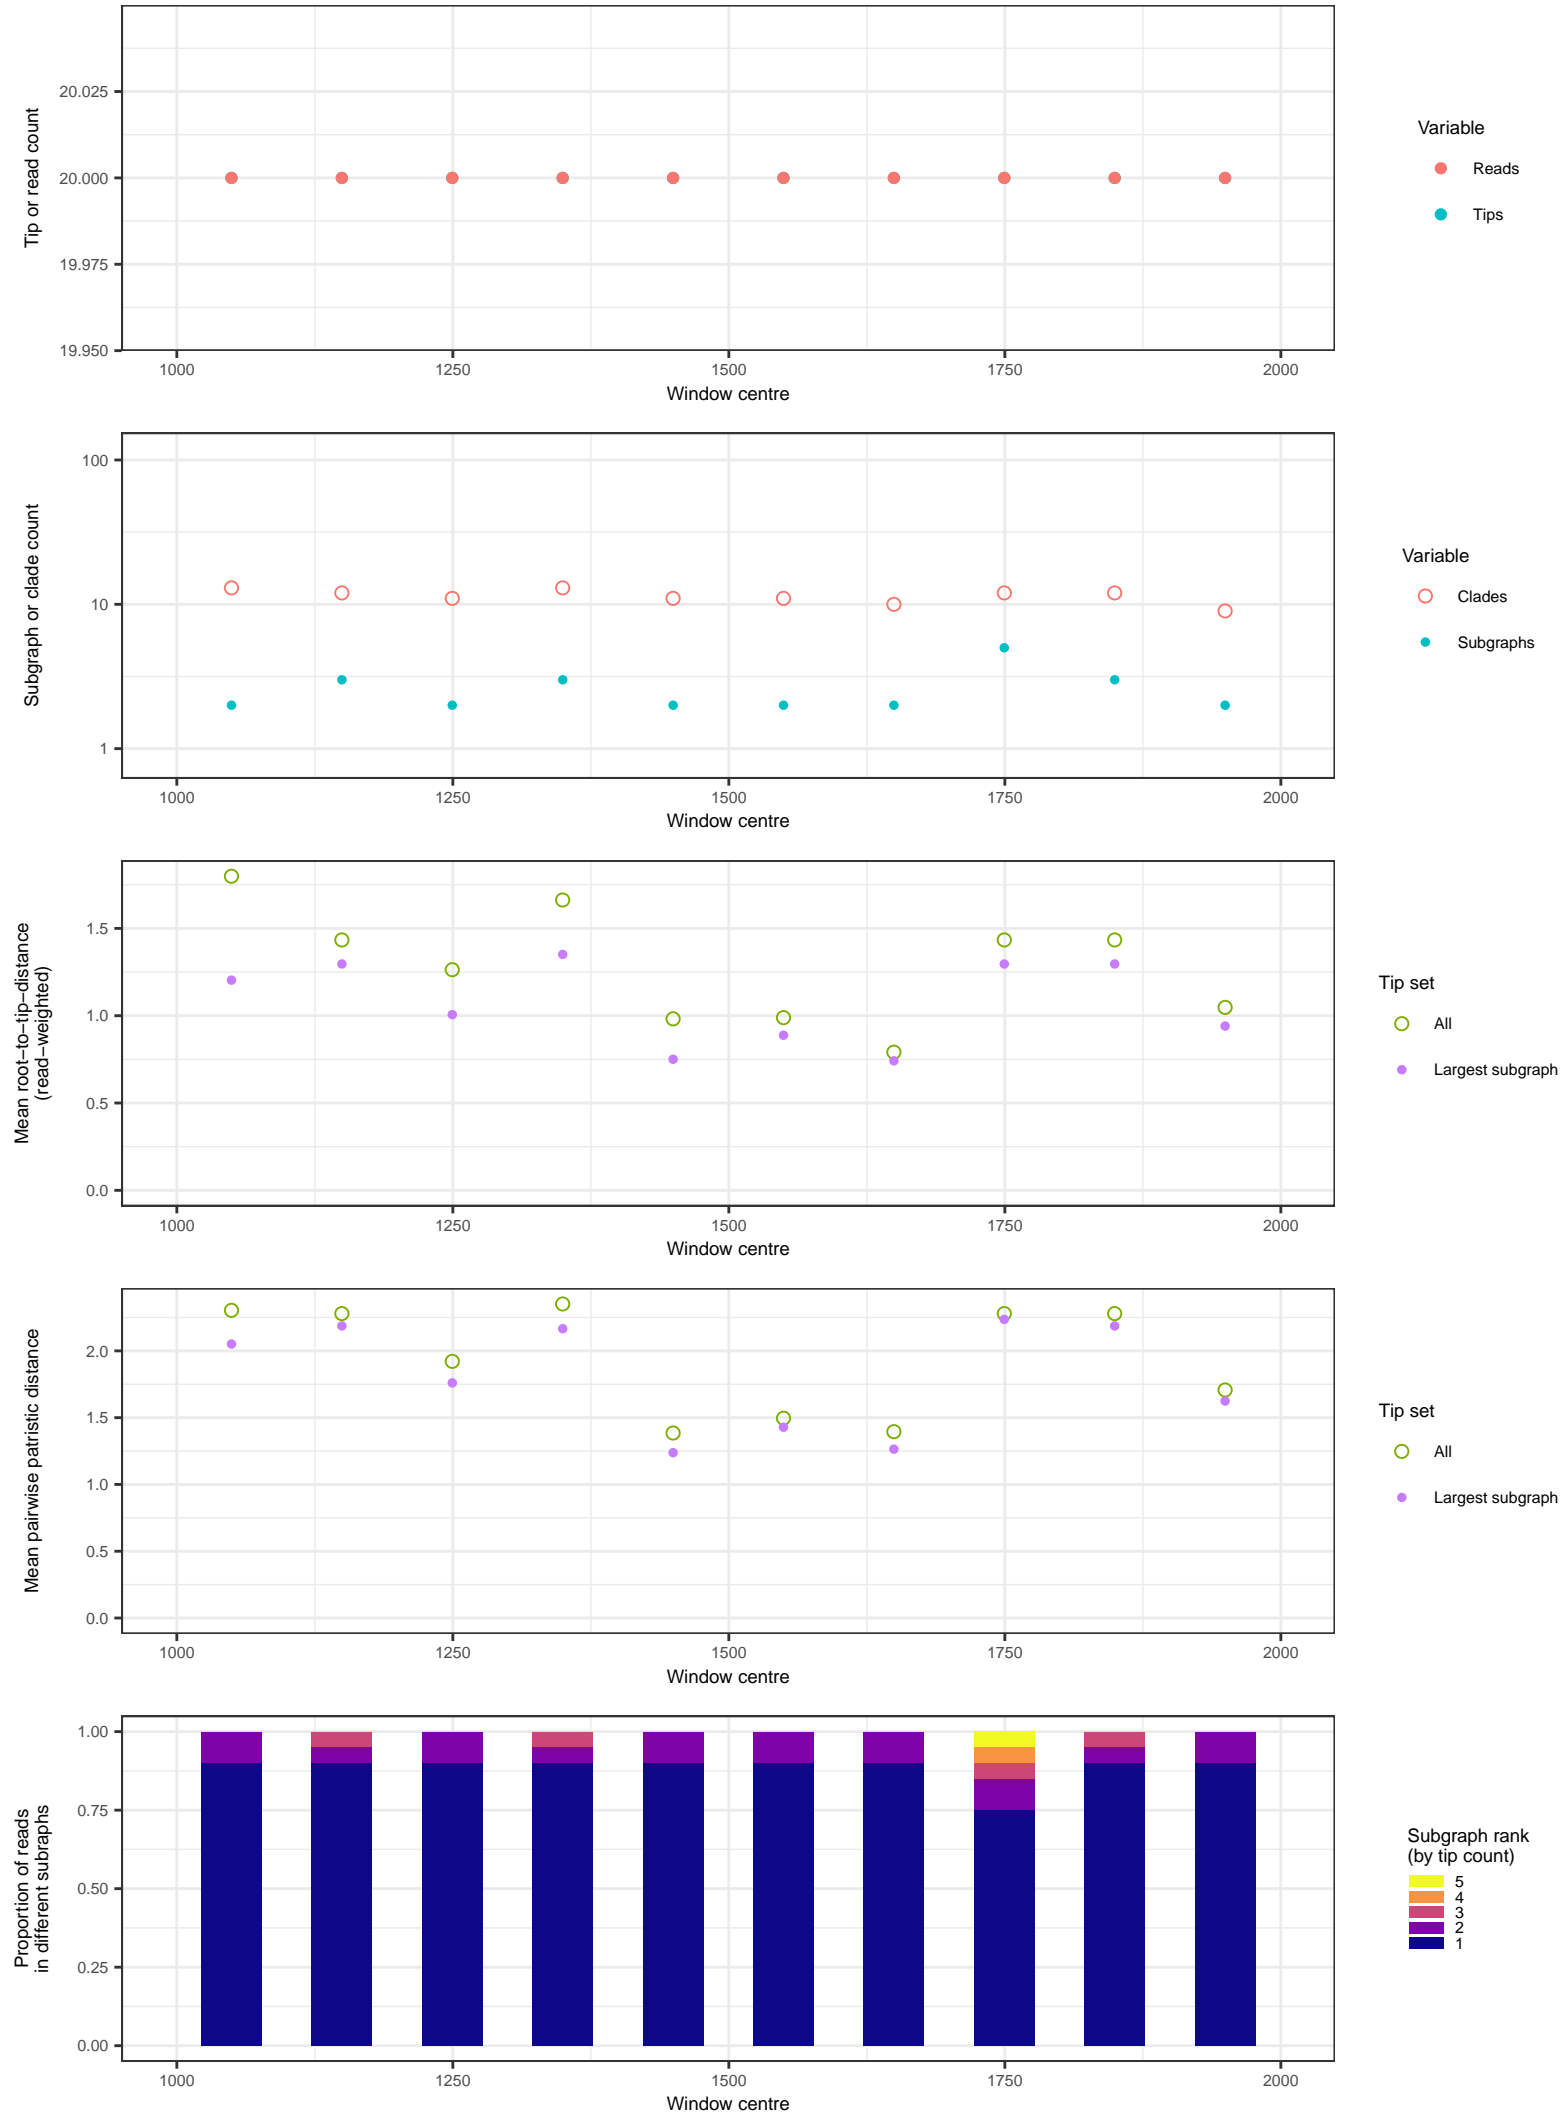 Tip or read count
20.025
20.000
19.975
19.950
1000 1250 1500 1750 2000
Window centre
Variable
Reads
Tips
Subgraph or clade count
100
10
1
1000 1250 1500 1750 2000
Window centre
Variable
Clades
Subgraphs
Mean root−to−tip−distance
(read−weighted)
1.5
1.0
0.5
0.0
1000 1250 1500 1750 2000
Window centre
Tip set
All
Largest subgraph
Mean pairwise patristic distance
2.0
1.5
1.0
0.5
0.0
1000 1250 1500 1750 2000
Window centre
Tip set
All
Largest subgraph
Proportion of reads
in different subraphs
1.00
0.75
0.50
0.25
0.00
1000 1250 1500 1750 2000
Window centre
Subgraph rank
(by tip count)
5
4
3
2
1